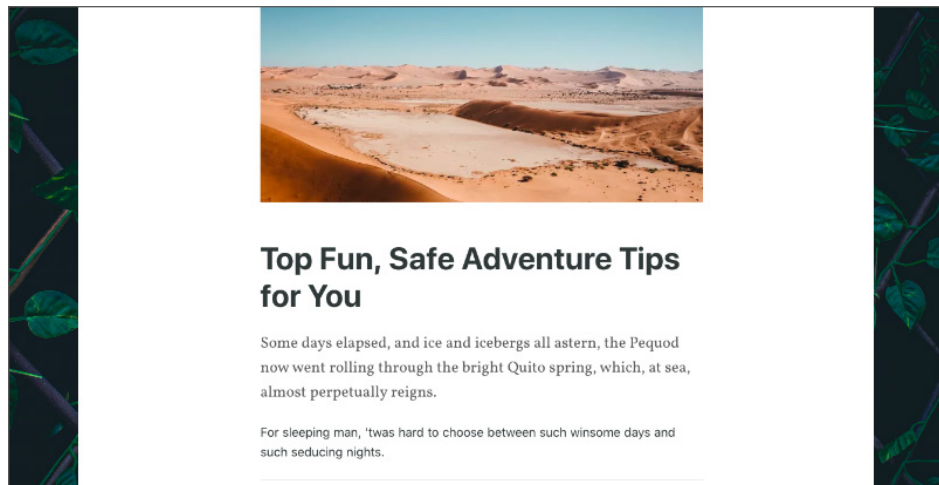 Top Fun, Safe Adventure Tips
for You
Some days elapsed, and ice and icebergs all astern, the Pequod
now went rolling through the bright Quito spring, which, at sea,
almost perpetually reigns.
For sleeping man, 'twas hard to choose between such winsome days and
such seducing nights.